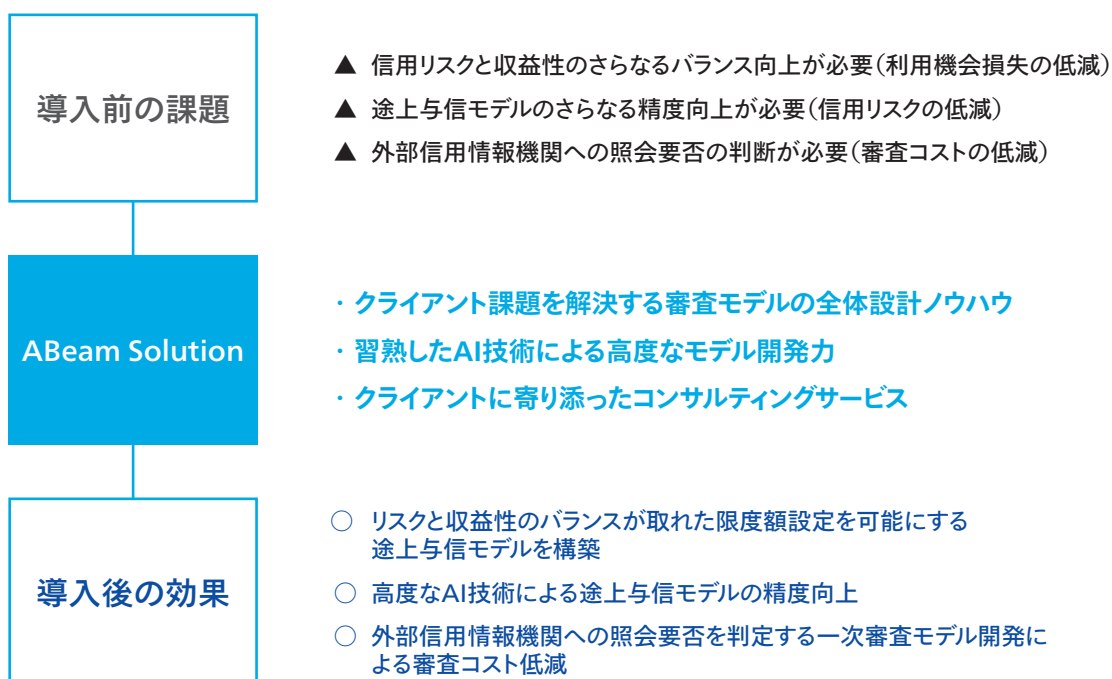 導入前の課題
▲ 信用リスクと収益性のさらなるバランス向上が必要(利用機会損失の低減)
▲ 途上与信モデルのさらなる精度向上が必要(信用リスクの低減)
▲ 外部信用情報機関への照会要否の判断が必要(審査コストの低減)
ABeam Solution
・クライアント課題を解決する審査モデルの全体設計ノウハウ
・習熟したAI技術による高度なモデル開発力
・クライアントに寄り添ったコンサルティングサービス
導入後の効果
○ リスクと収益性のバランスが取れた限度額設定を可能にする
途上与信モデルを構築
○ 高度なAI技術による途上与信モデルの精度向上
○ 外部信用情報機関への照会要否を判定する一次審査モデル開発に
よる審査コスト低減